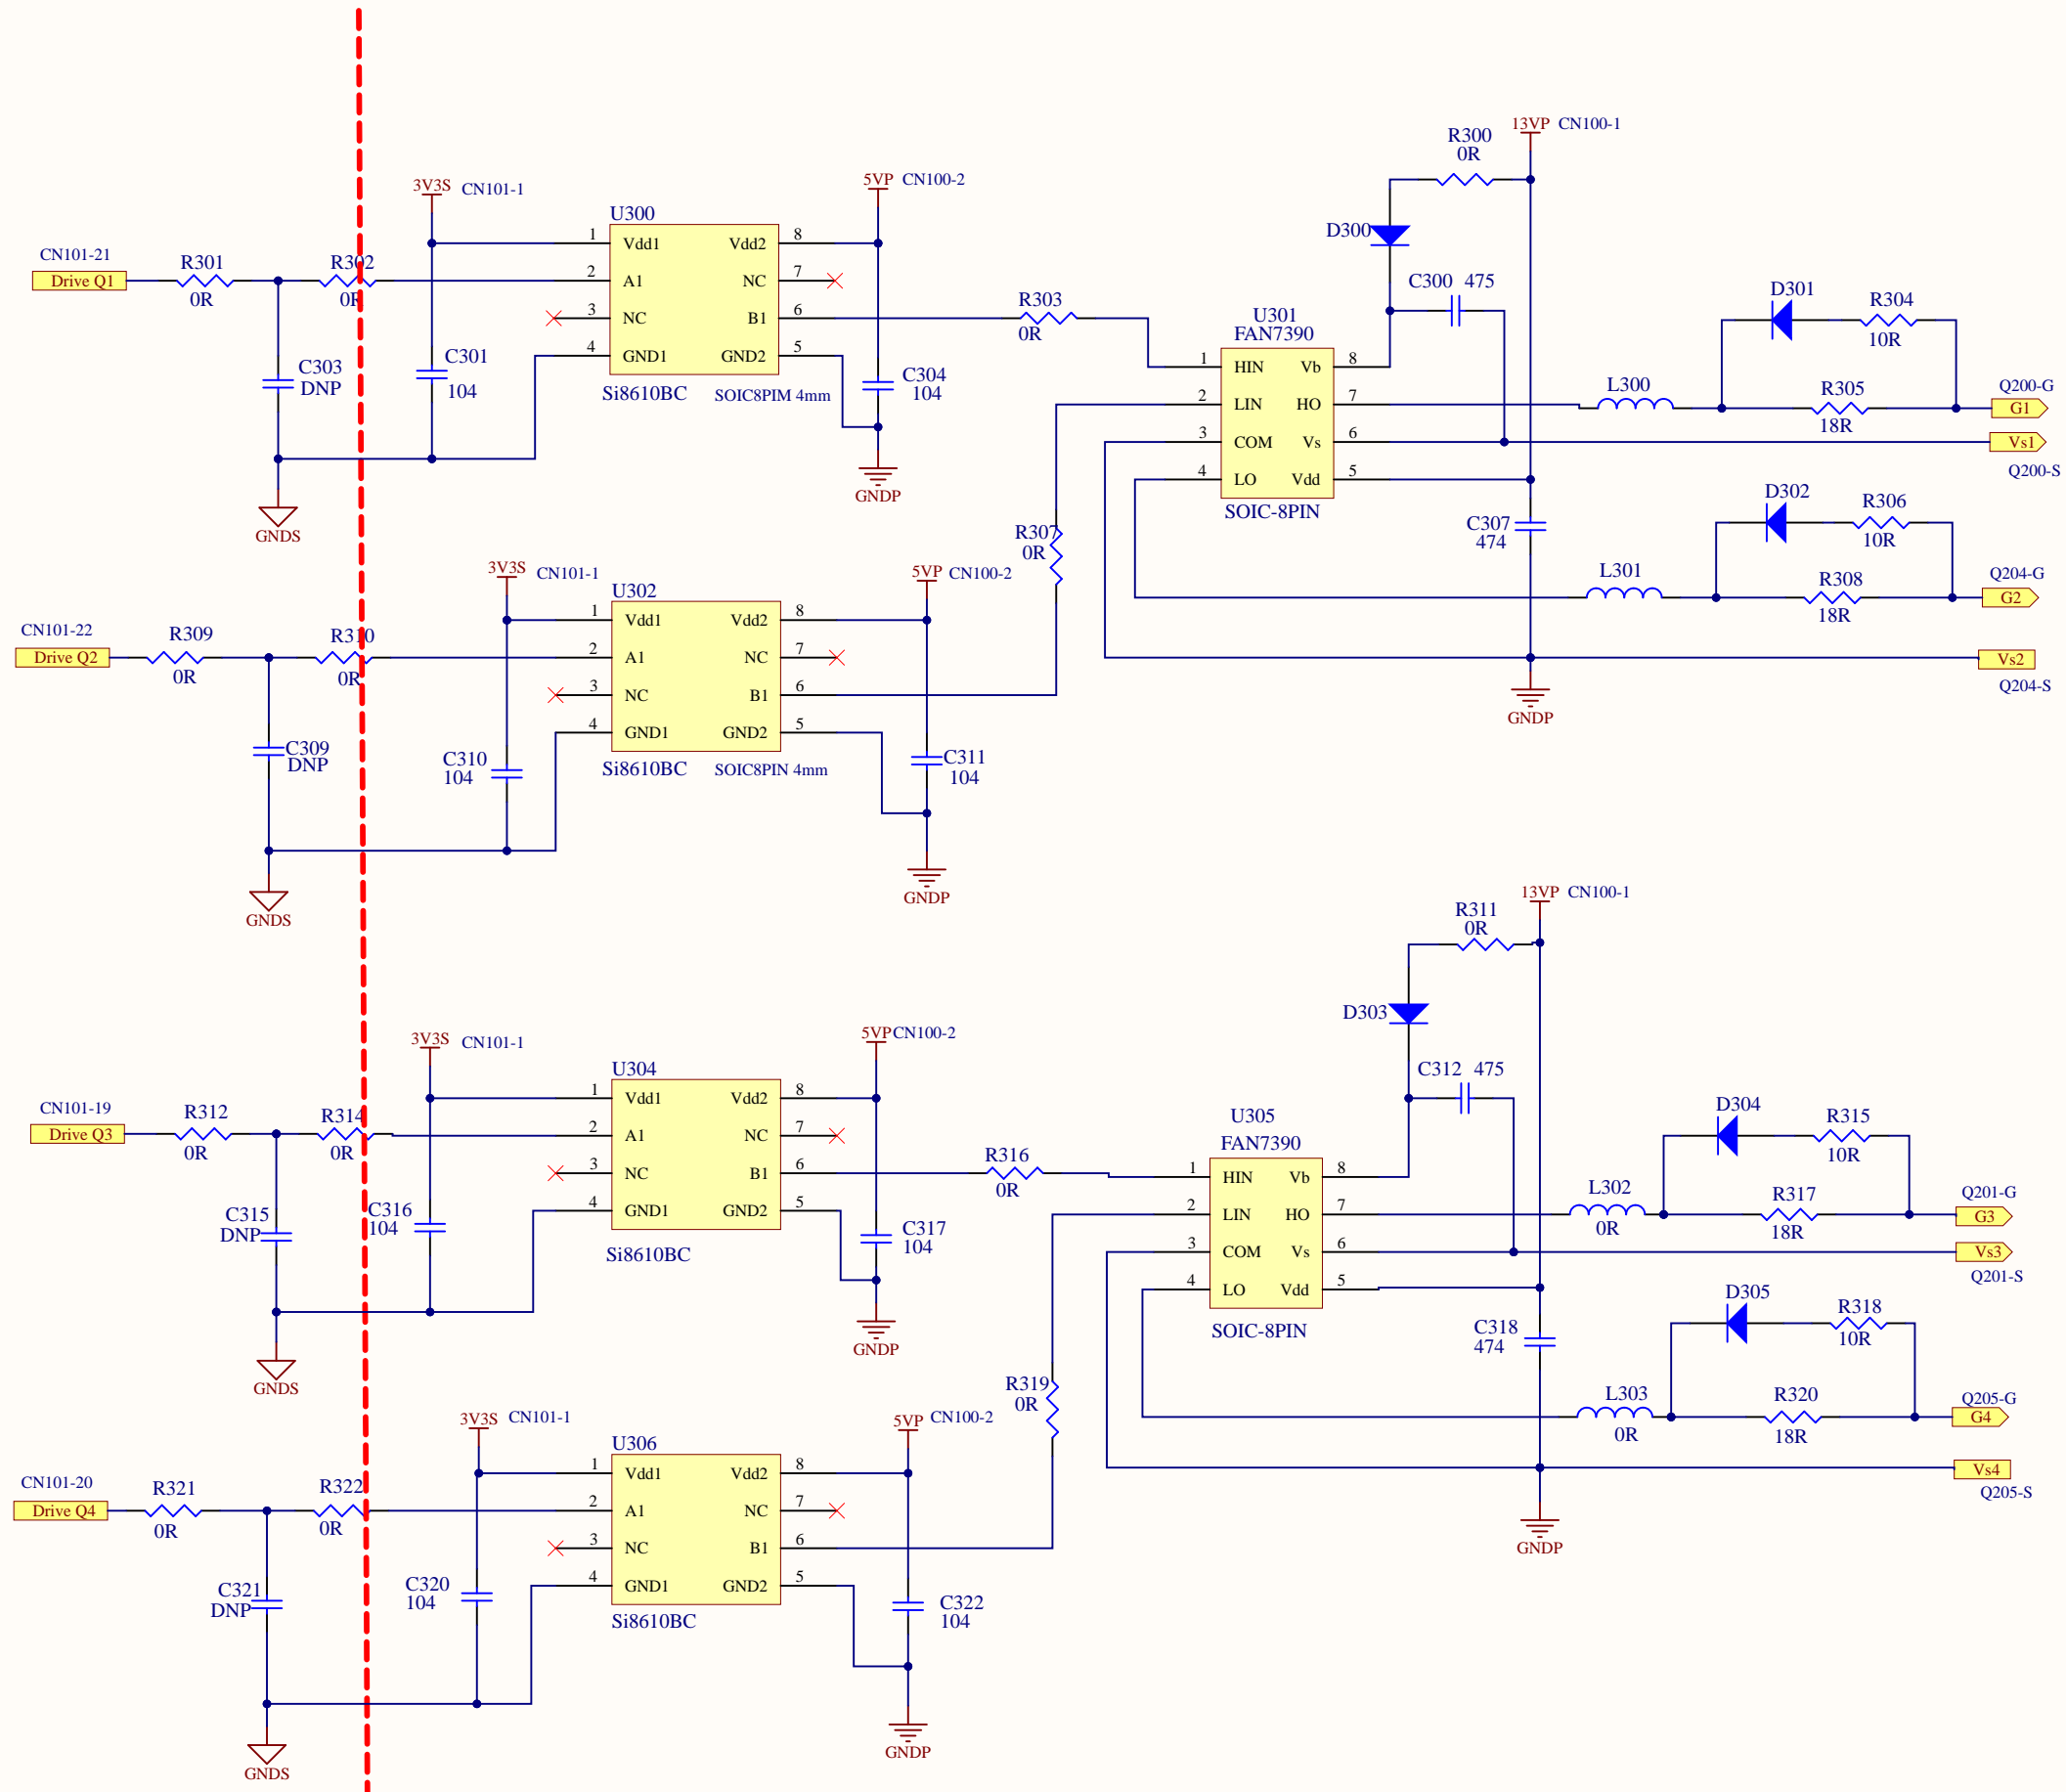 13VP CN100-1
R300
0R
3V3S CN101-1
5VP CN100-2
U300
D300
CN101-21
Drive Q1
R301
0R
R302
0R
1 Vdd1 Vdd2 8
2 A1 NC 7
3 NC B1 6
4 GND1 GND2 5
Si8610BC
SOIC8PIM 4mm
C303
DNP
C301
104
C304
104
GNDS
GNDP
R303
0R
C300 475
U301
FAN7390
1 HIN Vb 8
2 LIN HO 7
3 COM Vs 6
4 LO Vdd 5
SOIC-8PIN
D301
R304
10R
L300
R305
18R
Q200-G
G1
Vs1
Q200-S
D302
R306
10R
C307
474
R307
0R
L301
R308
18R
Q204-G
G2
Vs2
Q204-S
GNDP
3V3S CN101-1
5VP CN100-2
U302
CN101-22
Drive Q2
R309
0R
R310
0R
1 Vdd1 Vdd2 8
2 A1 NC 7
3 NC B1 6
4 GND1 GND2 5
Si8610BC
SOIC8PIN 4mm
C309
DNP
C310
104
C311
104
GNDS
GNDP
13VP CN100-1
R311
0R
D303
3V3S CN101-1
5VP CN100-2
U304
CN101-19
Drive Q3
R312
0R
R314
0R
1 Vdd1 Vdd2 8
2 A1 NC 7
3 NC B1 6
4 GND1 GND2 5
Si8610BC
C315
DNP
C316
104
C317
104
GNDS
GNDP
R316
0R
C312 475
U305
FAN7390
1 HIN Vb 8
2 LIN HO 7
3 COM Vs 6
4 LO Vdd 5
SOIC-8PIN
D304
R315
10R
L302
0R
R317
18R
Q201-G
G3
Vs3
Q201-S
D305
R318
10R
C318
474
R319
0R
L303
0R
R320
18R
Q205-G
G4
Vs4
Q205-S
GNDP
3V3S CN101-1
5VP CN100-2
U306
CN101-20
Drive Q4
R321
0R
R322
0R
1 Vdd1 Vdd2 8
2 A1 NC 7
3 NC B1 6
4 GND1 GND2 5
Si8610BC
C321
DNP
C320
104
C322
104
GNDS
GNDP